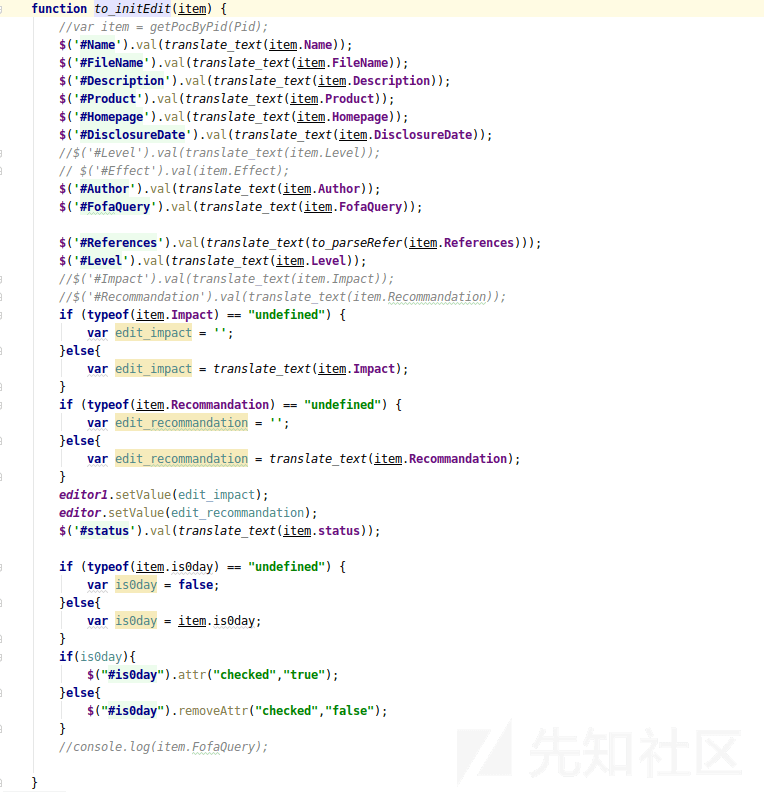 function to_initEdit(item) {
//var item = getPocByPid(Pid);
$('#Name').val(translate_text(item.Name));
$('#FileName').val(translate_text(item.FileName));
$('#Description').val(translate_text(item.Description));
$('#Product').val(translate_text(item.Product));
$('#Homepage').val(translate_text(item.Homepage));
$('#DisclosureDate').val(translate_text(item.DisclosureDate));
//$('#Level').val(translate_text(item.Level));
// $('#Effect').val(item.Effect);
$('#Author').val(translate_text(item.Author));
$('#FofaQuery').val(translate_text(item.FofaQuery));
$('#References').val(translate_text(to_parseRefer(item.References)));
$('#Level').val(translate_text(item.Level));
//$('#Impact').val(translate_text(item.Impact));
//$('#Recommandation').val(translate_text(item.Recommandation));
if (typeof(item.Impact) == "undefined") {
var edit_impact = '';
}else{
var edit_impact = translate_text(item.Impact);
}
if (typeof(item.Recommandation) == "undefined") {
var edit_recommandation = '';
}else{
var edit_recommandation = translate_text(item.Recommandation);
}
editor1.setValue(edit_impact);
editor.setValue(edit_recommandation);
$('#status').val(translate_text(item.status));
if (typeof(item.is0day) == "undefined") {
var is0day = false;
}else{
var is0day = item.is0day;
}
if(is0day){
$("#is0day").attr("checked","true");
}else{
$("#is0day").removeAttr("checked","false");
}
//console.log(item.FofaQuery);
}
先知社区